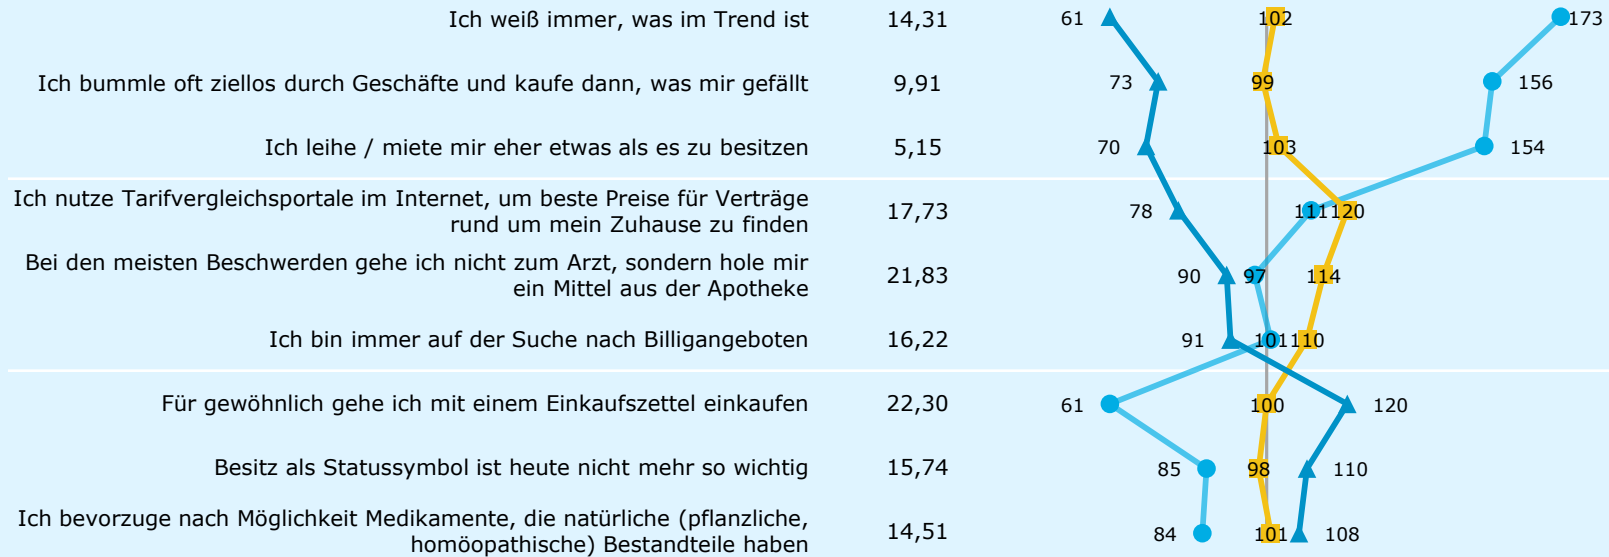 Ich weiß immer, was im Trend ist 14,31 61 102 173
Ich bummle oft ziellos durch Geschäfte und kaufe dann, was mir gefällt 9,91 73 99 156
Ich leihe / miete mir eher etwas als es zu besitzen 5,15 70 103 154
Ich nutze Tarifvergleichsportale im Internet, um beste Preise für Verträge
rund um mein Zuhause zu finden 17,73 78 111 120
Bei den meisten Beschwerden gehe ich nicht zum Arzt, sondern hole mir
ein Mittel aus der Apotheke 21,83 90 97 114
Ich bin immer auf der Suche nach Billigangeboten 16,22 91 101 110
Für gewöhnlich gehe ich mit einem Einkaufszettel einkaufen 22,30 61 100 120
Besitz als Statussymbol ist heute nicht mehr so wichtig 15,74 85 98 110
Ich bevorzuge nach Möglichkeit Medikamente, die natürliche (pflanzliche,
homöopathische) Bestandteile haben 14,51 84 101 108